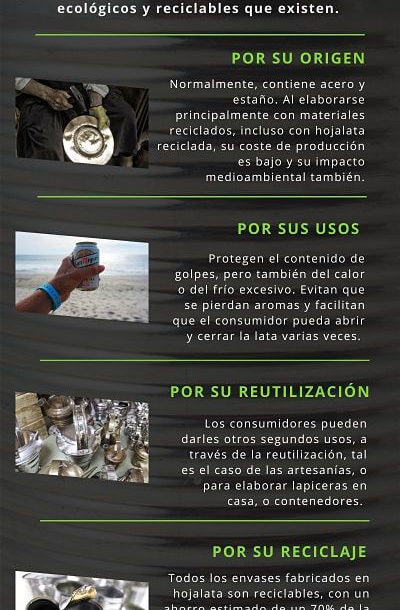 ecológicos y reciclables que existen.
POR SU ORIGEN
Normalmente, contiene acero y
estaño. Al elaborarse
principalmente con materiales
reciclados, incluso con hojalata
reciclada, su coste de producción
es bajo y su impacto
medioambiental también.
POR SUS USOS
Protegen el contenido de
golpes, pero también del calor
o del frío excesivo. Evitan que
se pierdan aromas y facilitan
que el consumidor pueda abrir
y cerrar la lata varias veces.
POR SU REUTILIZACIÓN
Los consumidores pueden
darles otros segundos usos, a
través de la reutilización, tal
es el caso de las artesanías, o
para elaborar lapiceras en
casa, o contenedores.
POR SU RECICLAJE
Todos los envases fabricados en
hojalata son reciclables, con un
ahorro estimado de un 70% de la